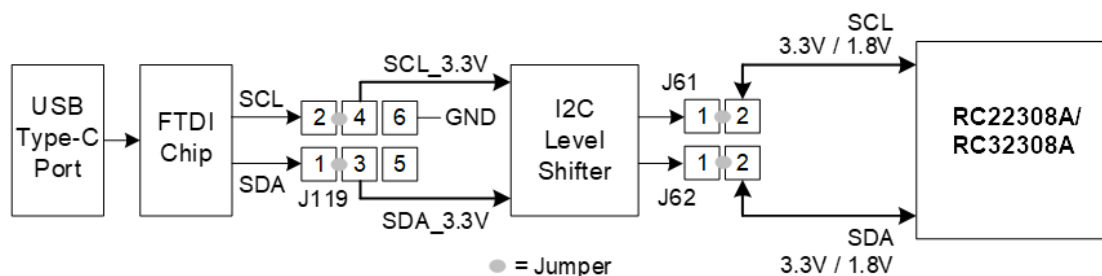 USB
Type-C
Port
FTDI
Chip
SCL
SDA
2 4 6
GND
1 3 5
J119
SCL_3.3V
SDA_3.3V
I2C
Level
Shifter
J61
1 2
1 2
J62
SCL
3.3V / 1.8V
SDA
3.3V / 1.8V
RC22308A/
RC32308A
= Jumper